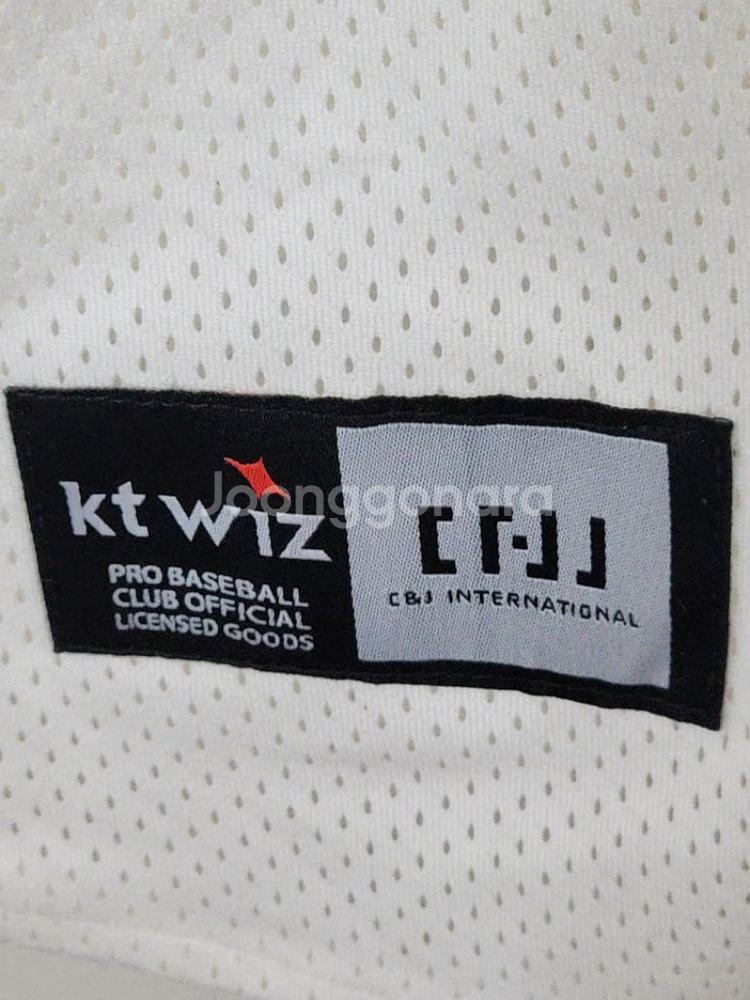 kt wiz
PRO BASEBALL
CLUB OFFICIAL
LICENSED GOODS
C&J INTERNATIONAL
Joonggonara